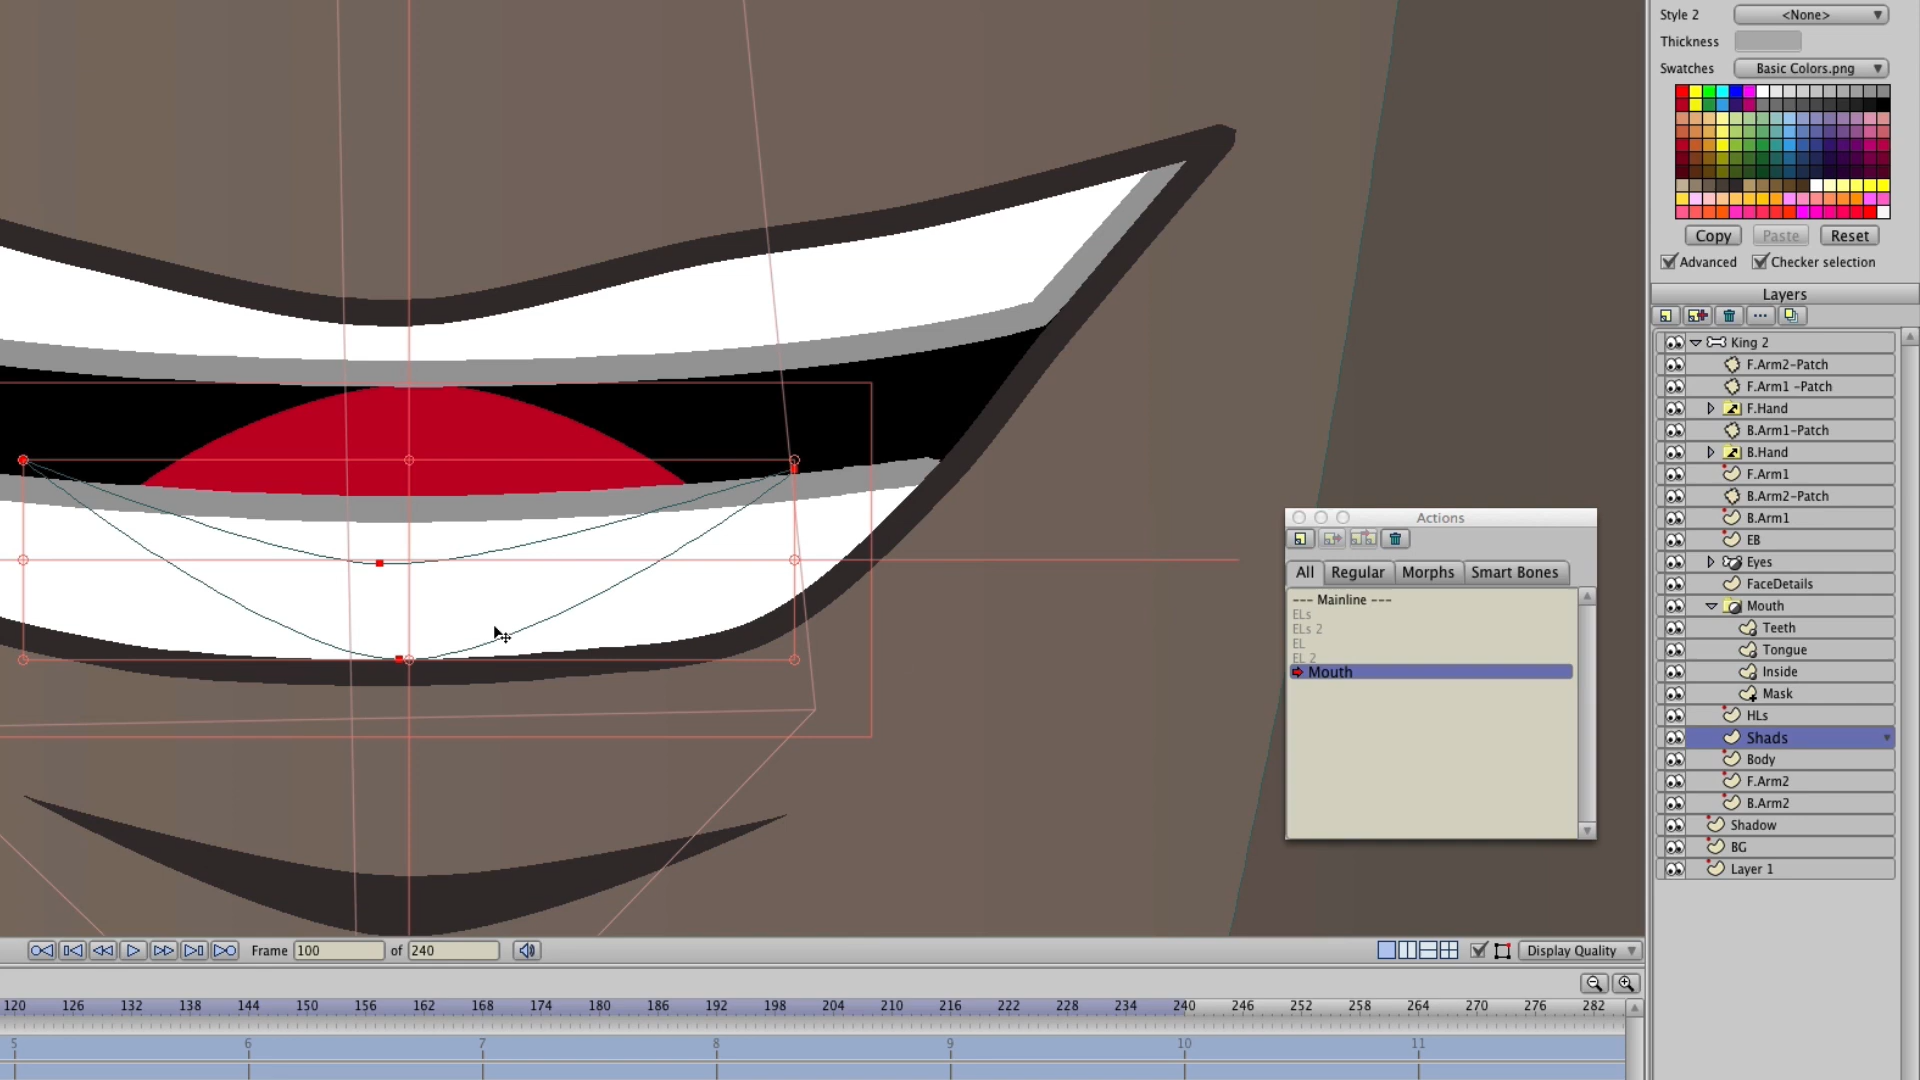 Style 2 <None>
Thickness
Swatches Basic Colors.png
Copy Paste Reset
Advanced Checker selection
Layers
King 2
F.Arm2-Patch
F.Arm1 -Patch
F.Hand
B.Arm1-Patch
B.Hand
F.Arm1
B.Arm2-Patch
B.Arm1
EB
Eyes
FaceDetails
Mouth
Teeth
Tongue
Inside
Mask
HLs
Shads
Body
F.Arm2
B.Arm2
Shadow
BG
Layer 1
Actions
All Regular Morphs Smart Bones
--- Mainline ---
ELs
ELs 2
EL
EL 2
Mouth
Frame 100 of 240
Display Quality
120 126 132 138 144 150 156 162 168 174 180 186 192 198 204 210 216 222 228 234 240 246 252 258 264 270 276 282
5 6 7 8 9 10 11